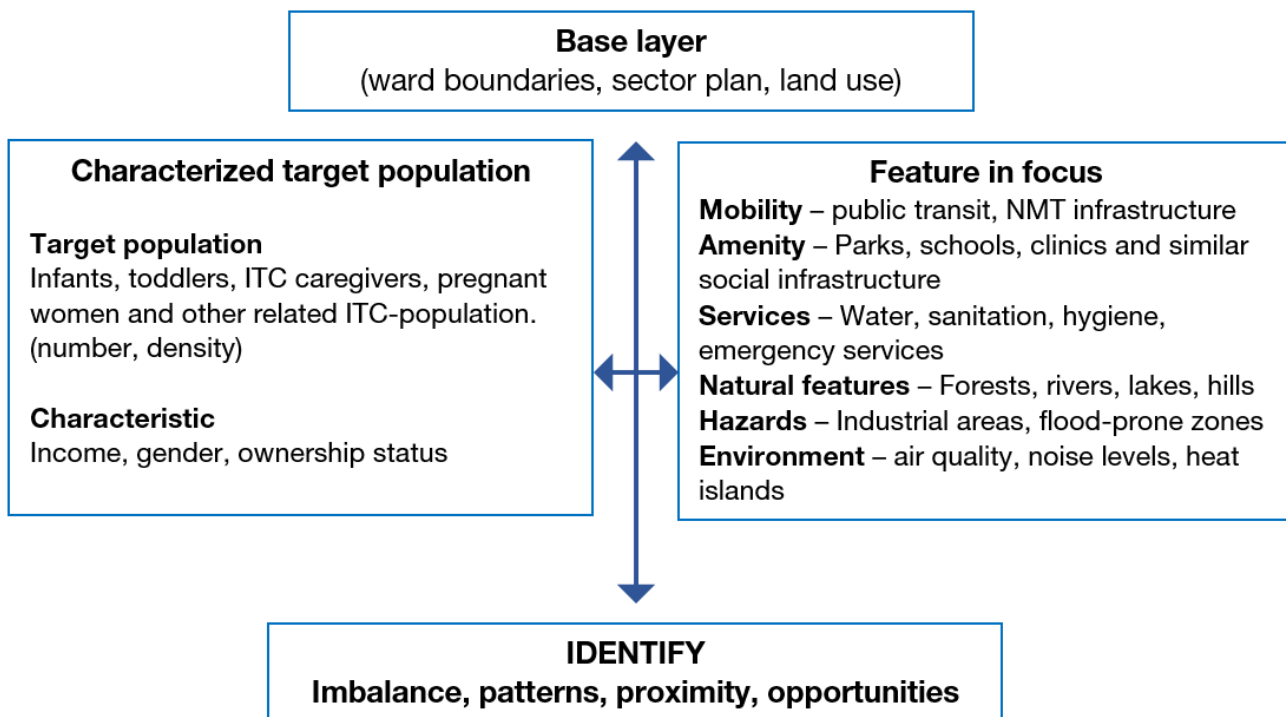 Base layer
(ward boundaries, sector plan, land use)
Characterized target population
Target population
Infants, toddlers, ITC caregivers, pregnant
women and other related ITC-population.
(number, density)
Characteristic
Income, gender, ownership status
Feature in focus
Mobility – public transit, NMT infrastructure
Amenity – Parks, schools, clinics and similar
social infrastructure
Services – Water, sanitation, hygiene,
emergency services
Natural features – Forests, rivers, lakes, hills
Hazards – Industrial areas, flood-prone zones
Environment – air quality, noise levels, heat
islands
IDENTIFY
Imbalance, patterns, proximity, opportunities